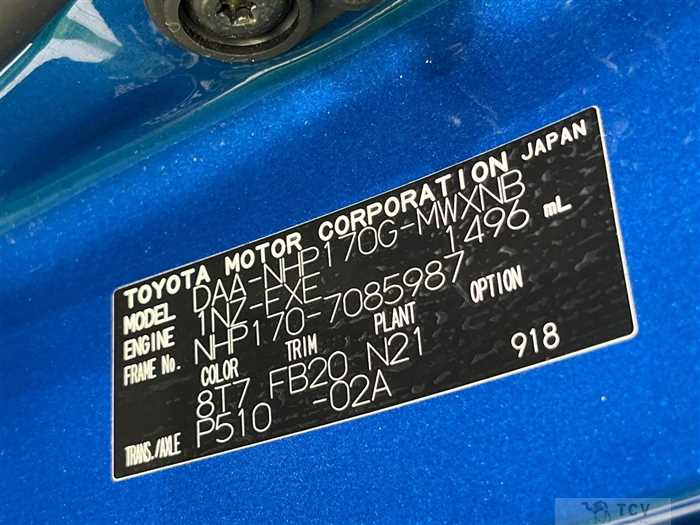 TOYOTA MOTOR CORPORATION JAPAN
MODEL DAA-NHP170G-MWXNB
ENGINE 1NZ-FXE 1496 mL
FRAME No. NHP170-7085987
COLOR TRIM PLANT OPTION
8T7 FB20 N21
TRANS./AXLE P510 -02A 918
TCV